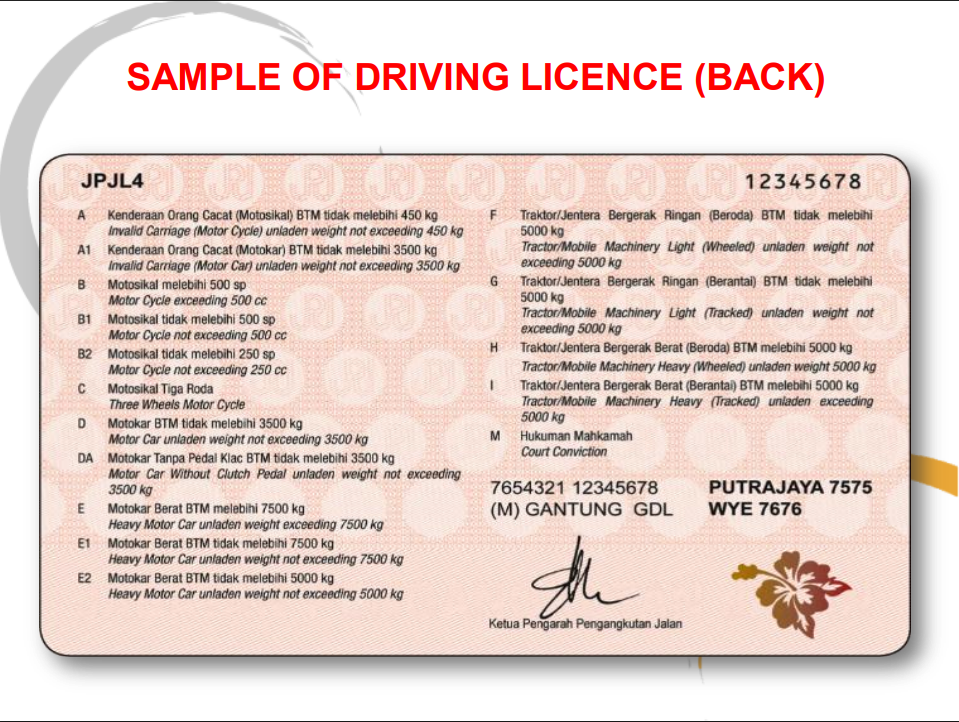 SAMPLE OF DRIVING LICENCE (BACK)
JPJL4
12345678
A Kenderaan Orang Cacat (Motosikal) BTM tidak melebihi 450 kg
Invalid Carriage (Motor Cycle) unladen weight not exceeding 450 kg
A1 Kenderaan Orang Cacat (Motokar) BTM tidak melebihi 3500 kg
Invalid Carriage (Motor Car) unladen weight not exceeding 3500 kg
B Motosikal melebihi 500 sp
Motor Cycle exceeding 500 cc
B1 Motosikal tidak melebihi 500 sp
Motor Cycle not exceeding 500 cc
B2 Motosikal tidak melebihi 250 sp
Motor Cycle not exceeding 250 cc
C Motosikal Tiga Roda
Three Wheels Motor Cycle
D Motokar BTM tidak melebihi 3500 kg
Motor Car unladen weight not exceeding 3500 kg
DA Motokar Tanpa Pedal Klac BTM tidak melebihi 3500 kg
Motor Car Without Clutch Pedal unladen weight not exceeding
3500 kg
E Motokar Berat BTM melebihi 7500 kg
Heavy Motor Car unladen weight exceeding 7500 kg
E1 Motokar Berat BTM tidak melebihi 7500 kg
Heavy Motor Car unladen weight not exceeding 7500 kg
E2 Motokar Berat BTM tidak melebihi 5000 kg
Heavy Motor Car unladen weight not exceeding 5000 kg
F Traktor/Jentera Bergerak Ringan (Beroda) BTM tidak melebihi
5000 kg
Tractor/Mobile Machinery Light (Wheeled) unladen weight not
exceeding 5000 kg
G Traktor/Jentera Bergerak Ringan (Berantai) BTM tidak melebihi
5000 kg
Tractor/Mobile Machinery Light (Tracked) unladen weight not
exceeding 5000 kg
H Traktor/Jentera Bergerak Berat (Beroda) BTM melebihi 5000 kg
Tractor/Mobile Machinery Heavy (Wheeled) unladen weight 5000 kg
I Traktor/Jentera Bergerak Berat (Berantai) BTM melebihi 5000 kg
Tractor/Mobile Machinery Heavy (Tracked) unladen exceeding
5000 kg
M Hukuman Mahkamah
Court Conviction
7654321 12345678 PUTRAJAYA 7575
(M) GANTUNG GDL WYE 7676
Ketua Pengarah Pengangkutan Jalan